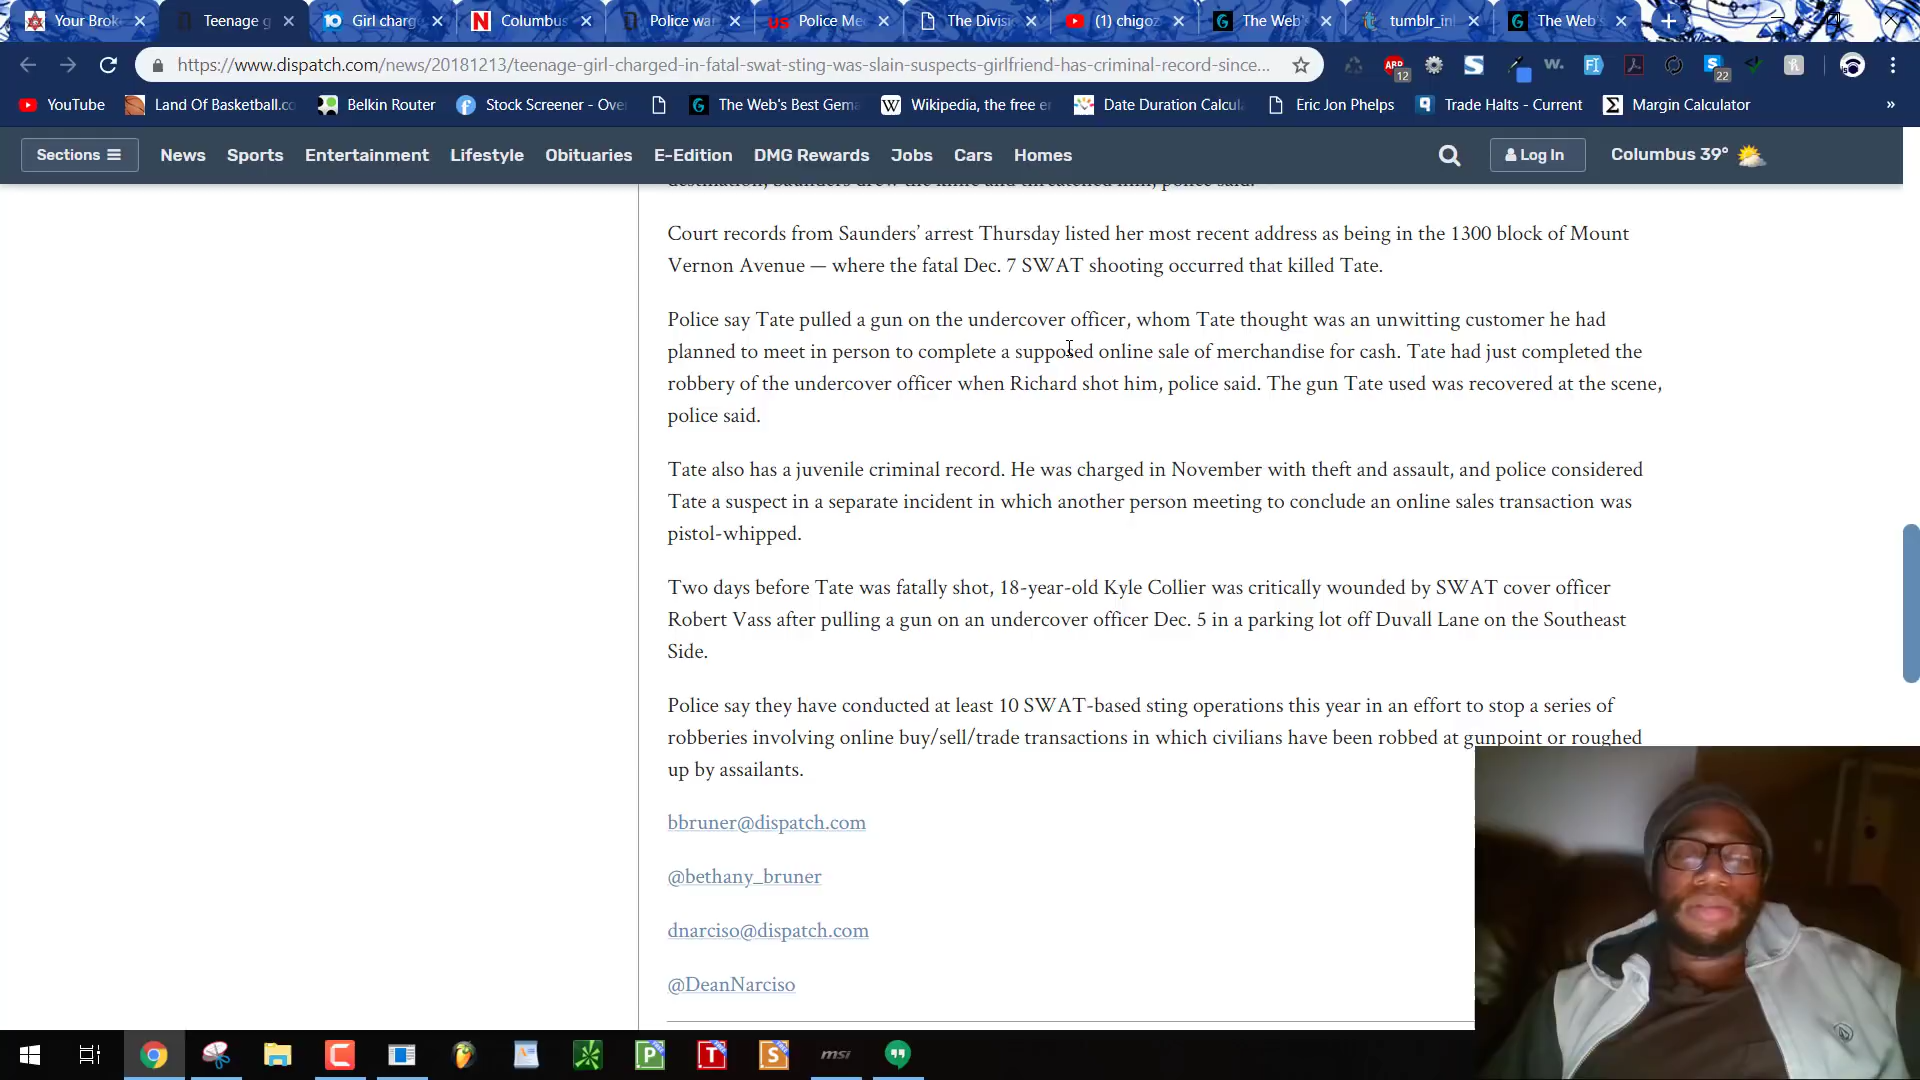 Your Brok
Teenage g
Girl charg
Columbus
Police wa
Police Me
The Divisi
(1) chigoz
The Web'
tumblr_in
The Web's
https://www.dispatch.com/news/20181213/teenage-girl-charged-in-fatal-swat-sting-was-slain-suspects-girlfriend-has-criminal-record-since...
ABP
12
22
YouTube
Land Of Basketball.co
Belkin Router
Stock Screener - Ove
The Web's Best Gema
Wikipedia, the free e
Date Duration Calcul
Eric Jon Phelps
Trade Halts - Current
Margin Calculator
»
Sections
News
Sports
Entertainment
Lifestyle
Obituaries
E-Edition
DMG Rewards
Jobs
Cars
Homes
Log In
Columbus 39°
destination, Saunders drew the knife and threatened him, police said.
Court records from Saunders’ arrest Thursday listed her most recent address as being in the 1300 block of Mount
Vernon Avenue — where the fatal Dec. 7 SWAT shooting occurred that killed Tate.
Police say Tate pulled a gun on the undercover officer, whom Tate thought was an unwitting customer he had
planned to meet in person to complete a supposed online sale of merchandise for cash. Tate had just completed the
robbery of the undercover officer when Richard shot him, police said. The gun Tate used was recovered at the scene,
police said.
Tate also has a juvenile criminal record. He was charged in November with theft and assault, and police considered
Tate a suspect in a separate incident in which another person meeting to conclude an online sales transaction was
pistol-whipped.
Two days before Tate was fatally shot, 18-year-old Kyle Collier was critically wounded by SWAT cover officer
Robert Vass after pulling a gun on an undercover officer Dec. 5 in a parking lot off Duvall Lane on the Southeast
Side.
Police say they have conducted at least 10 SWAT-based sting operations this year in an effort to stop a series of
robberies involving online buy/sell/trade transactions in which civilians have been robbed at gunpoint or roughed
up by assailants.
bbruner@dispatch.com
@bethany_bruner
dnarciso@dispatch.com
@DeanNarciso
msi